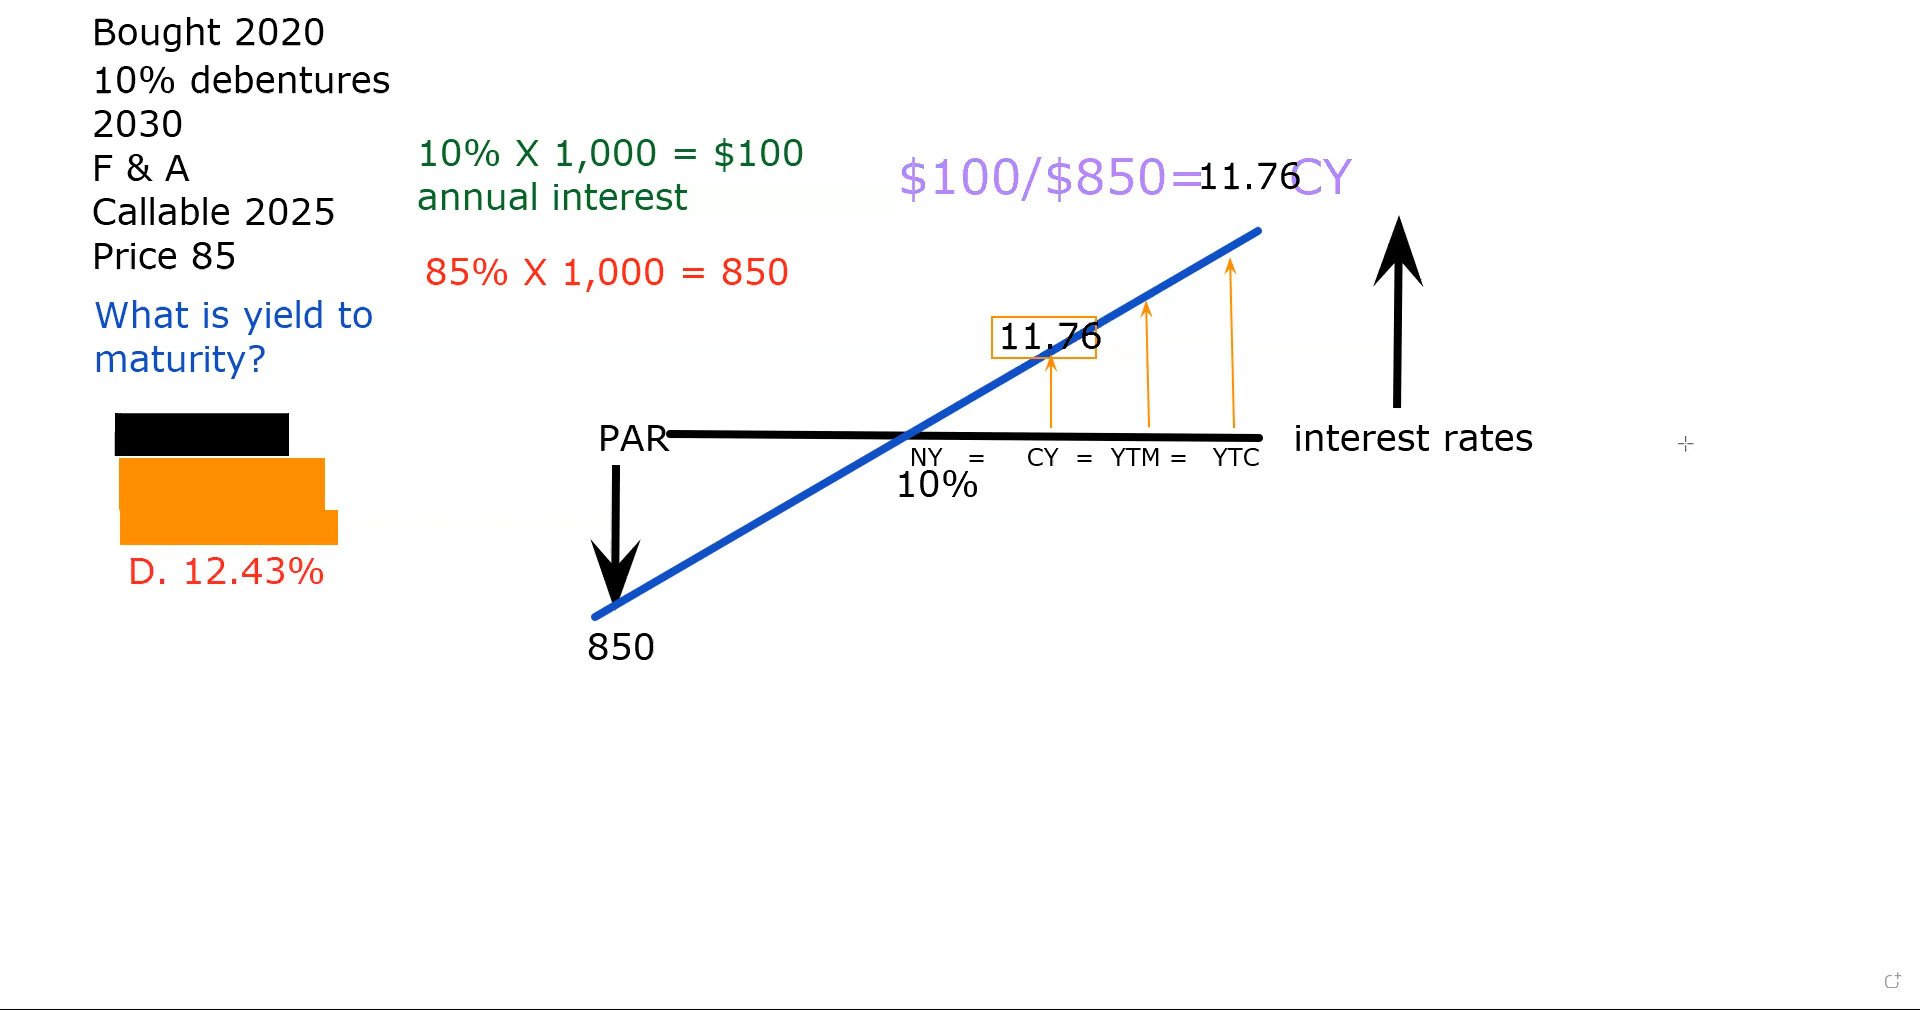 Bought 2020
10% debentures
2030
F & A
Callable 2025
Price 85
What is yield to
maturity?
D. 12.43%
10% X 1,000 = $100
annual interest
85% X 1,000 = 850
$100/$850=11.76 CY
11.76
PAR
interest rates
NY = CY = YTM = YTC
10%
850